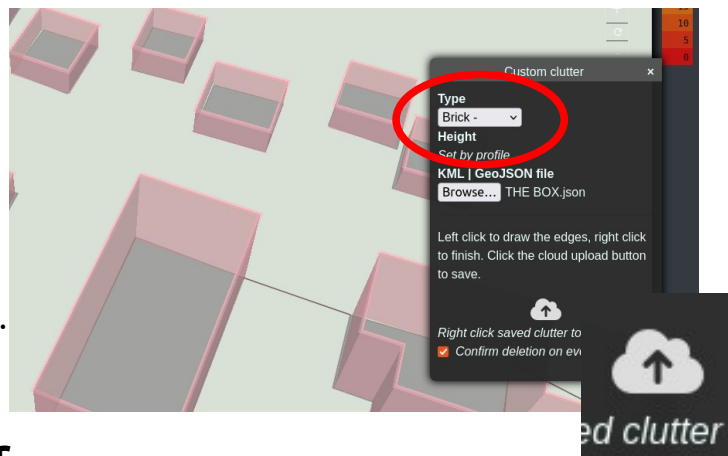 10
5
0
Custom clutter ×
Type
Brick -
Height
Set by profile
KML | GeoJSON file
Browse... THE BOX.json
Left click to draw the edges, right click
to finish. Click the cloud upload button
to save.
Right click saved clutter to
Confirm deletion on
.
clutter